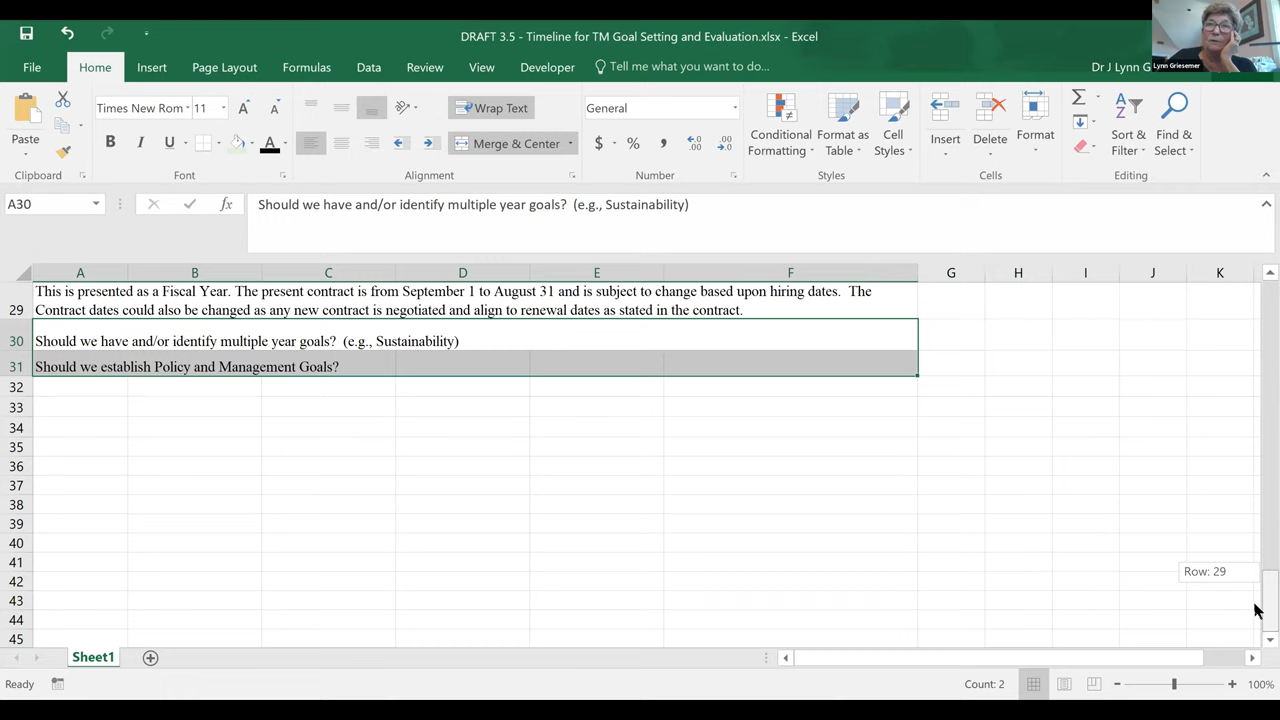 DRAFT 3.5 - Timeline for TM Goal Setting and Evaluation.xlsx - Excel
Lynn Griesemer
File Home Insert Page Layout Formulas Data Review View Developer Tell me what you want to do... Dr J Lynn G
Times New Rom 11 Wrap Text General
Paste B I U A Merge & Center $ % , Conditional Formatting Format as Table Cell Styles Insert Delete Format Sort & Filter Find & Select
Clipboard Font Alignment Number Styles Cells Editing
A30 fx Should we have and/or identify multiple year goals? (e.g., Sustainability)
A B C D E F G H I J K
This is presented as a Fiscal Year. The present contract is from September 1 to August 31 and is subject to change based upon hiring dates. The
29 Contract dates could also be changed as any new contract is negotiated and align to renewal dates as stated in the contract.
30 Should we have and/or identify multiple year goals? (e.g., Sustainability)
31 Should we establish Policy and Management Goals?
32
33
34
35
36
37
38
39
40
41
Row: 29
42
43
44
45
Sheet1
Ready Count: 2 100%